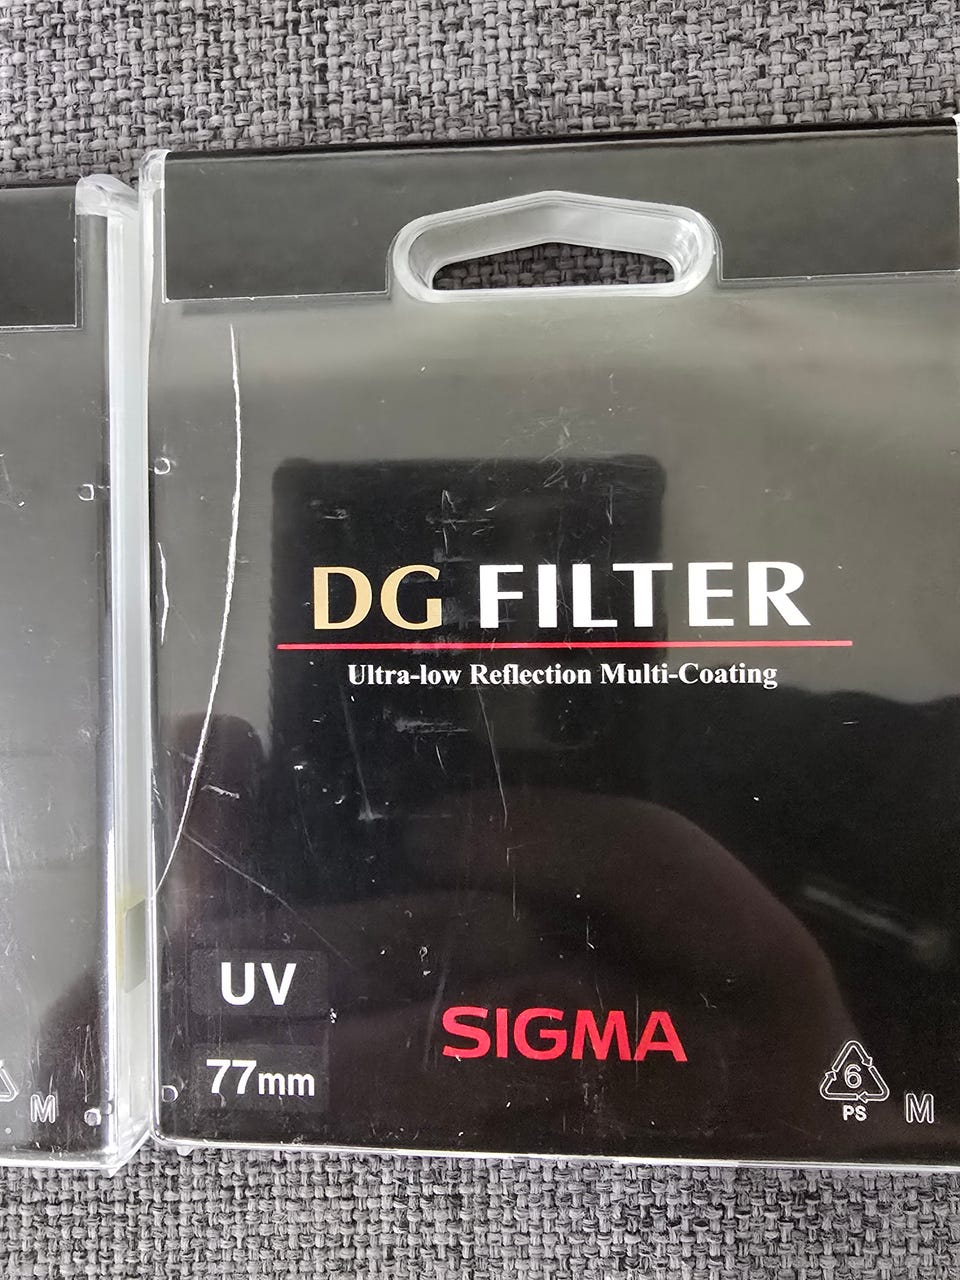 DG FILTER
Ultra-low Reflection Multi-Coating
UV
SIGMA
77mm
6
PS
M
M